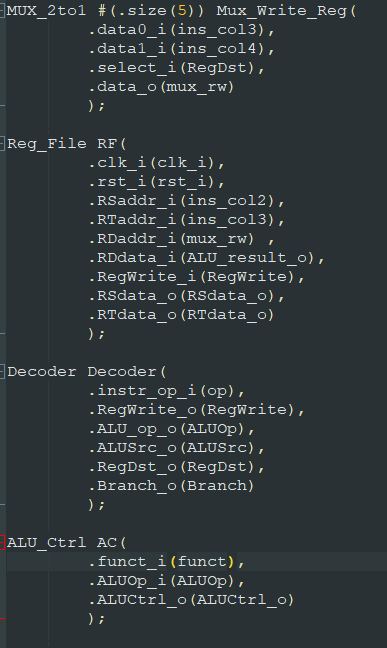 MUX_2to1 #(.size(5)) Mux_Write_Reg(
        .data0_i(ins_col3),
        .data1_i(ins_col4),
        .select_i(RegDst),
        .data_o(mux_rw)
        );

Reg_File RF(
        .clk_i(clk_i),
        .rst_i(rst_i),
        .RSaddr_i(ins_col2),
        .RTaddr_i(ins_col3),
        .RDaddr_i(mux_rw) ,
        .RDdata_i(ALU_result_o),
        .RegWrite_i(RegWrite),
        .RSdata_o(RSdata_o),
        .RTdata_o(RTdata_o)
        );

Decoder Decoder(
        .instr_op_i(op),
        .RegWrite_o(RegWrite),
        .ALU_op_o(ALUOp),
        .ALUSrc_o(ALUSrc),
        .RegDst_o(RegDst),
        .Branch_o(Branch)
        );

ALU_Ctrl AC(
        .funct_i(funct),
        .ALUOp_i(ALUOp),
        .ALUCtrl_o(ALUCtrl_o)
        );